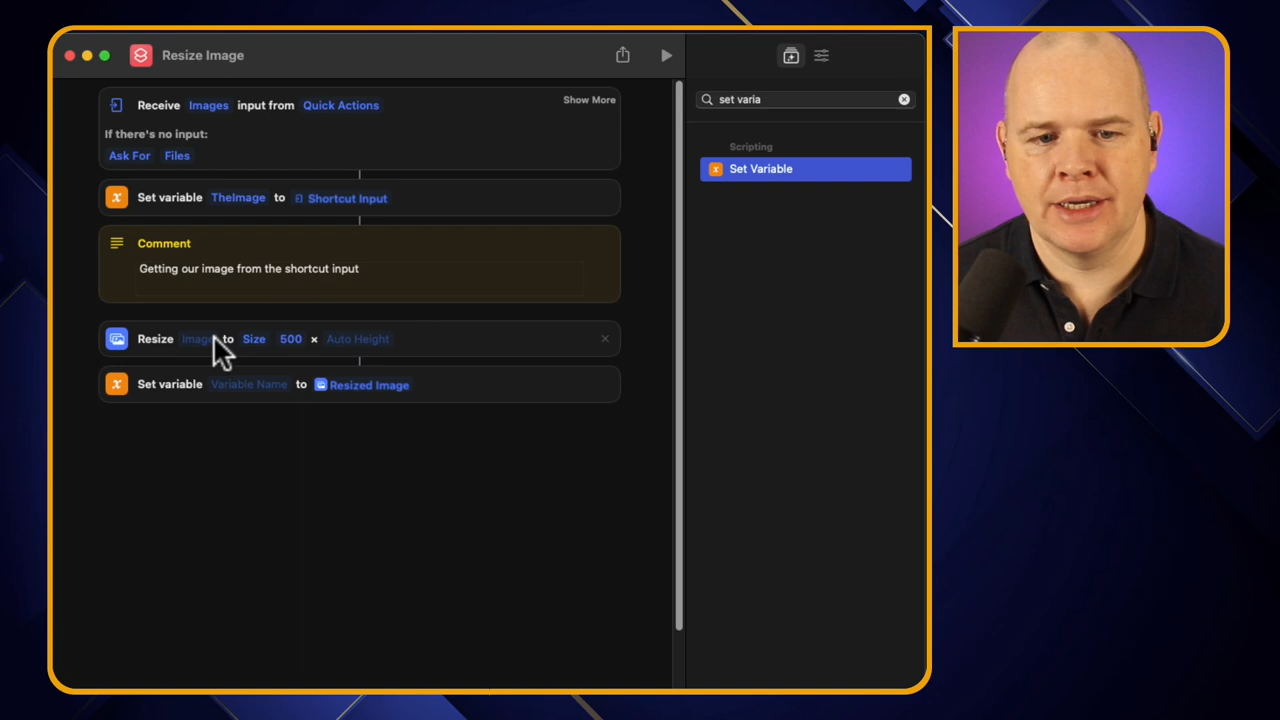 Resize Image
Receive Images input from Quick Actions
Show More
If there's no input:
Ask For Files
Set variable TheImage to Shortcut Input
Comment
Getting our image from the shortcut input
Resize Image to Size 500 × Auto Height
Set variable Variable Name to Resized Image
set varia
Scripting
Set Variable